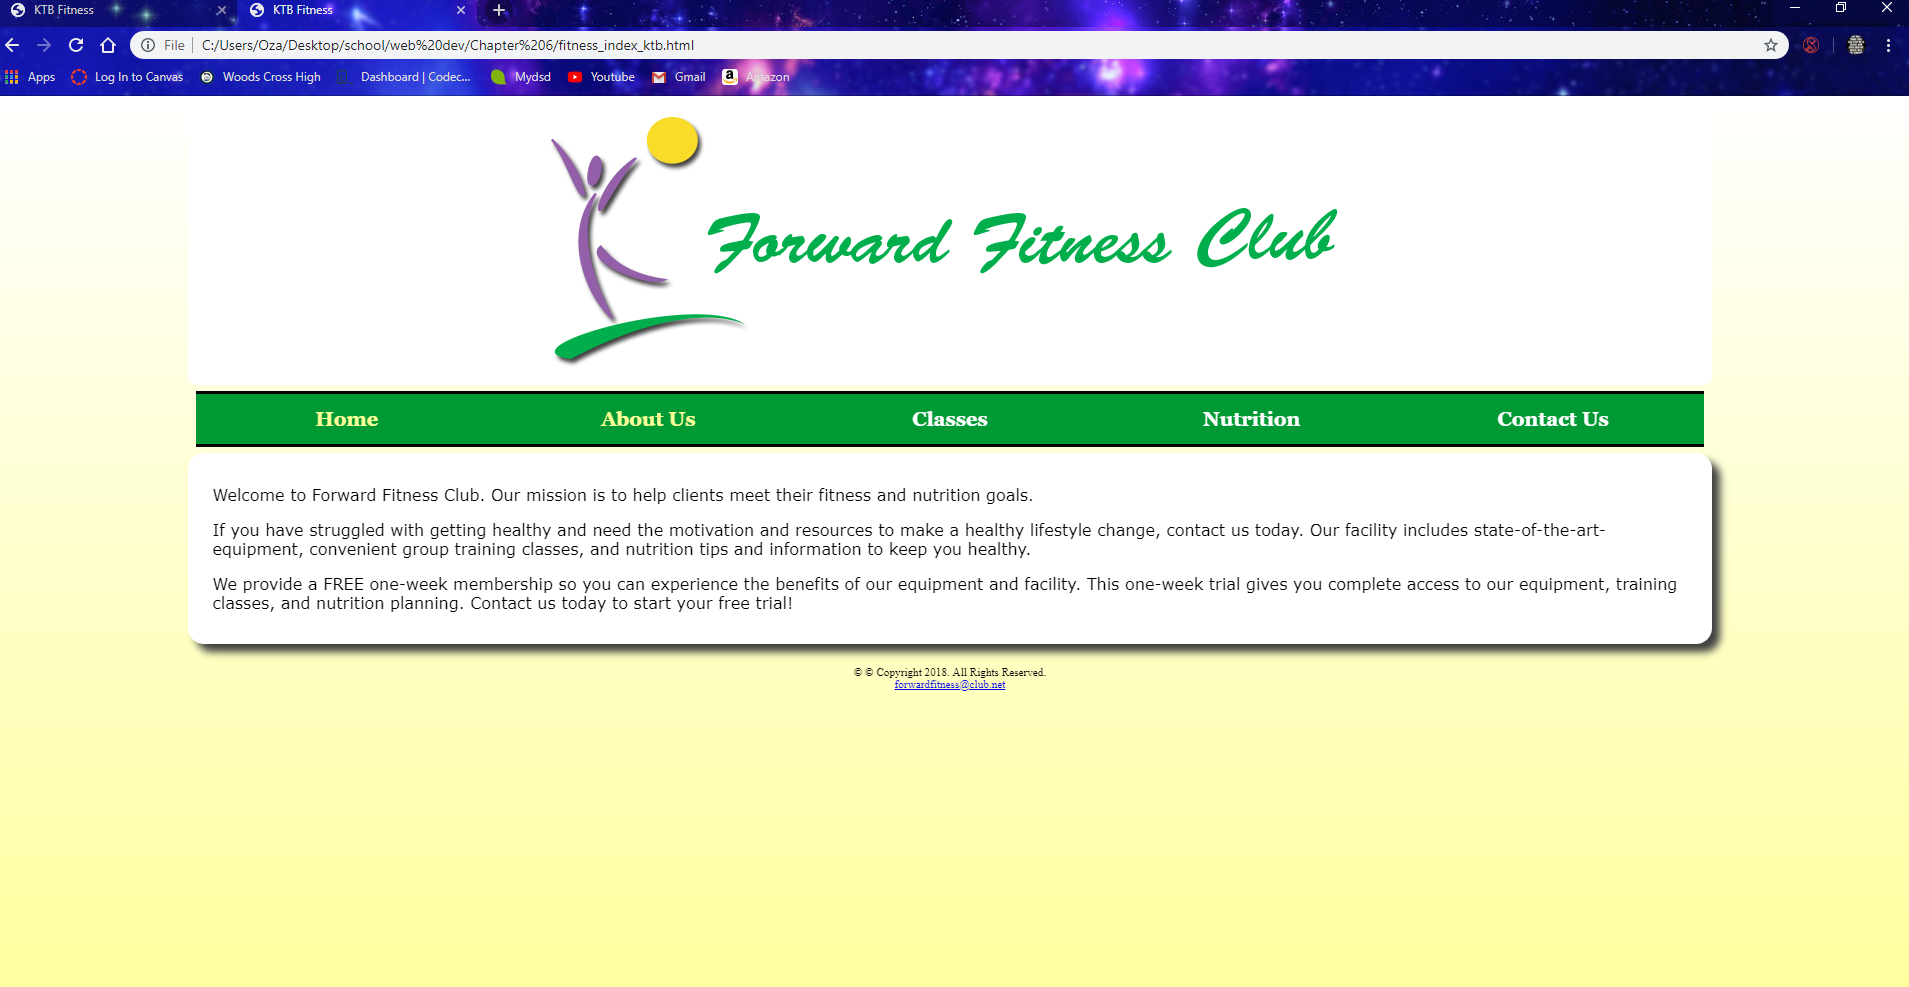 KTB Fitness
KTB Fitness
File C:/Users/Oza/Desktop/school/web%20dev/Chapter%206/fitness_index_ktb.html
Apps Log In to Canvas Woods Cross High Dashboard | Codec... Mydsd Youtube Gmail Amazon
Forward Fitness Club
Home About Us Classes Nutrition Contact Us
Welcome to Forward Fitness Club. Our mission is to help clients meet their fitness and nutrition goals.
If you have struggled with getting healthy and need the motivation and resources to make a healthy lifestyle change, contact us today. Our facility includes state-of-the-art-
equipment, convenient group training classes, and nutrition tips and information to keep you healthy.
We provide a FREE one-week membership so you can experience the benefits of our equipment and facility. This one-week trial gives you complete access to our equipment, training
classes, and nutrition planning. Contact us today to start your free trial!
© © Copyright 2018. All Rights Reserved.
forwardfitness@club.net